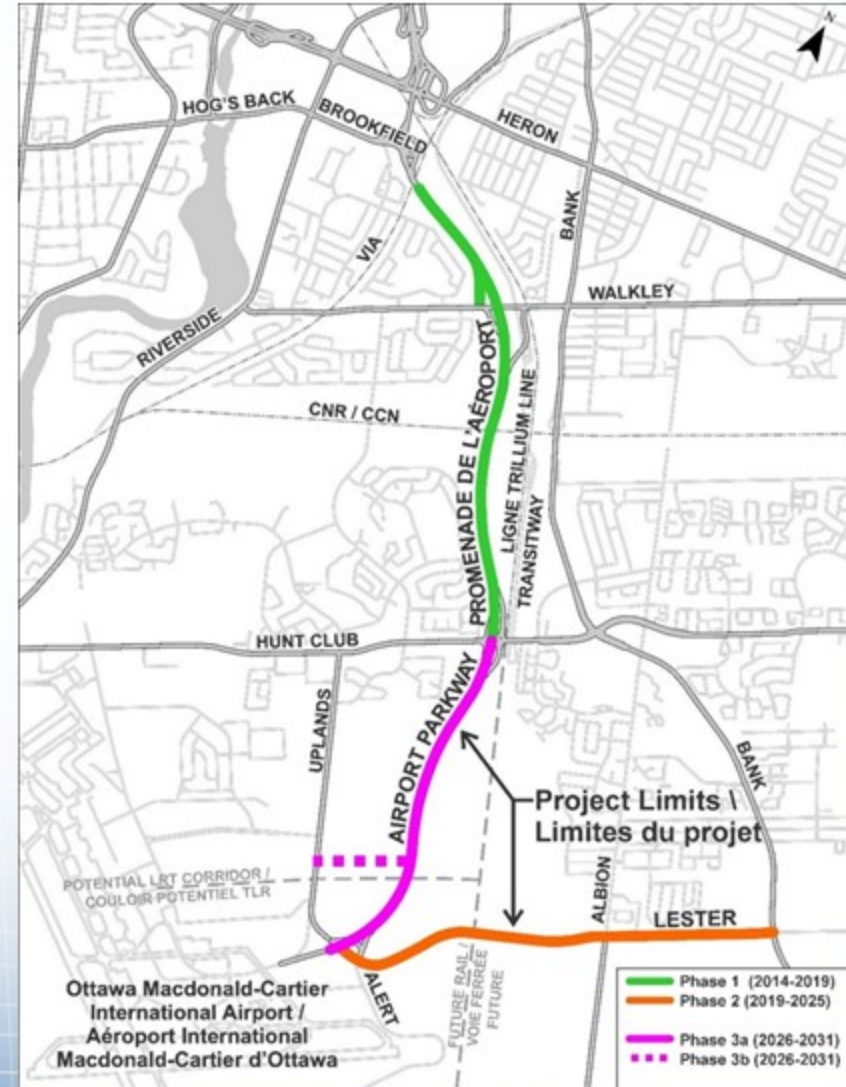 N
HOG'S BACK
BROOKFIELD
HERON
BANK
VIA
WALKLEY
RIVERSIDE
PROMENADE DE L'AÉROPORT
LIGNE TRILLIUM LINE
TRANSITWAY
CNR / CCN
HUNT CLUB
UPLANDS
AIRPORT PARKWAY
BANK
Project Limits \
Limites du projet
POTENTIAL LRT CORRIDOR /
COULOIR POTENTIEL TLR
ALBION
LESTER
ALERT
FUTURE RAIL /
VOIE FERRÉE
FUTURE
Ottawa Macdonald-Cartier
International Airport /
Aéroport International
Macdonald-Cartier d'Ottawa
Phase 1 (2014-2019)
Phase 2 (2019-2025)
Phase 3a (2026-2031)
Phase 3b (2026-2031)